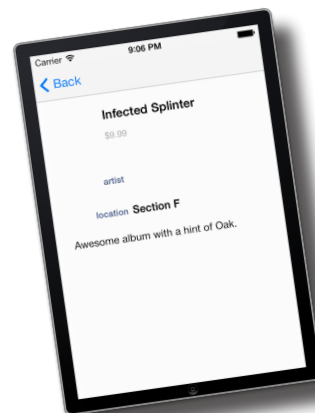 Carrier 9:06 PM
Back
Infected Splinter
$9.99
artist
location Section F
Awesome album with a hint of Oak.